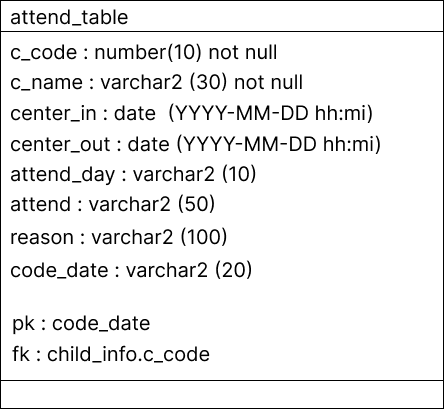 attend_table
c_code : number(10) not null
c_name : varchar2 (30) not null
center_in : date  (YYYY-MM-DD hh:mi)
center_out : date (YYYY-MM-DD hh:mi)
attend_day : varchar2 (10)
attend : varchar2 (50)
reason : varchar2 (100)
code_date : varchar2 (20)
pk : code_date
fk : child_info.c_code